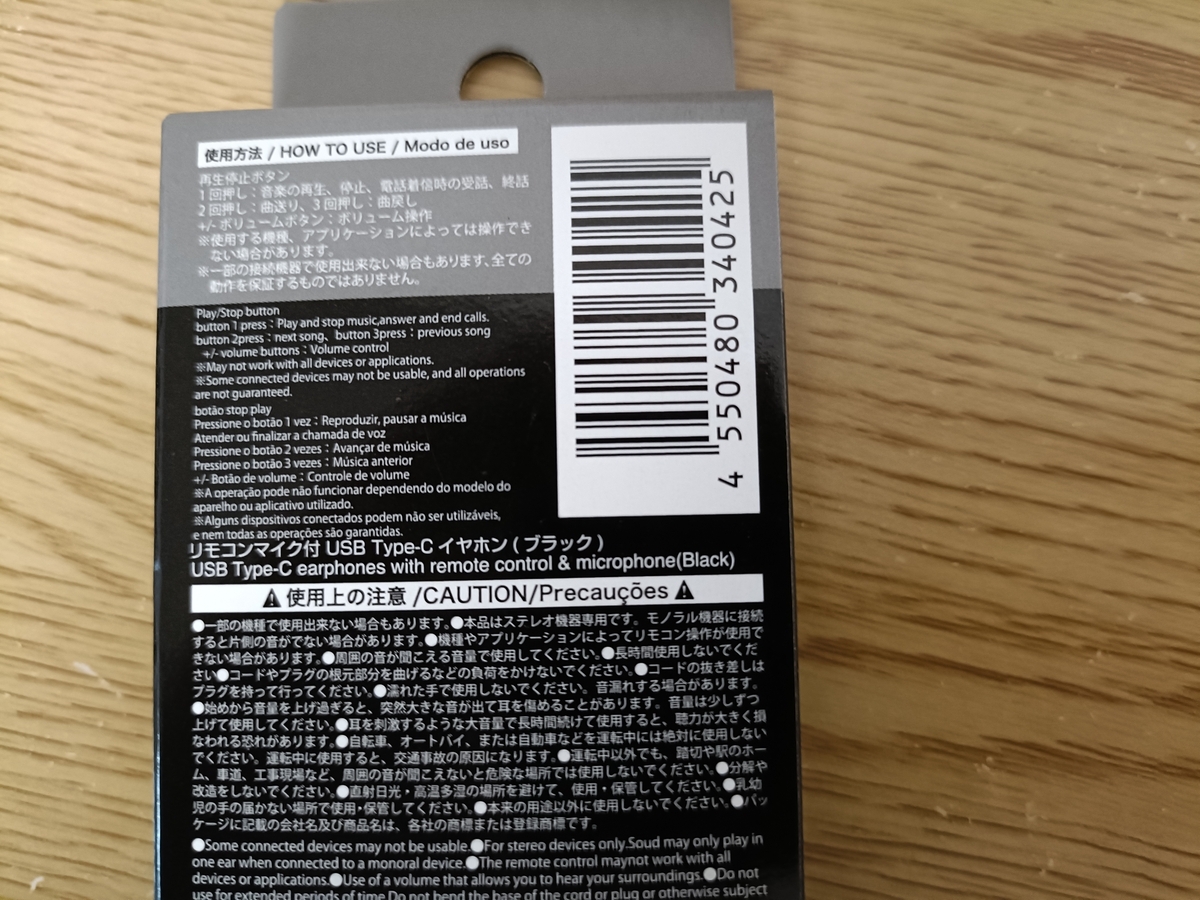 使用方法 / HOW TO USE / Modo de uso
再生停止ボタン
1回押し：音楽の再生、停止、電話着信時の受話、終話
2回押し：曲送り、3回押し：曲戻し
+/- ボリュームボタン：ボリューム操作
※使用する機種、アプリケーションによっては操作でき
ない場合があります。
※一部の接続機器で使用出来ない場合もあります、全ての
動作を保証するものではありません。
Play/Stop button
button 1 press：Play and stop music,answer and end calls.
button 2press：next song、button 3press：previous song
+/- volume buttons：Volume control
※May not work with all devices or applications.
※Some connected devices may not be usable, and all operations
are not guaranteed.
botão stop play
Pressione o botão 1 vez：Reproduzir, pausar a música
Atender ou finalizar a chamada de voz
Pressione o botão 2 vezes：Avançar de música
Pressione o botão 3 vezes：Música anterior
+/- Botão de volume：Controle de volume
※A operação pode não funcionar dependendo do modelo do
aparelho ou aplicativo utilizado.
※Alguns dispositivos conectados podem não ser utilizáveis,
e nem todas as operações são garantidas.
4 550480 340425
リモコンマイク付 USB Type-C イヤホン ( ブラック )
USB Type-C earphones with remote control & microphone(Black)
使用上の注意 /CAUTION/Precauções
●一部の機種で使用出来ない場合もあります。●本品はステレオ機器専用です。モノラル機器に接続
すると片側の音がでない場合があります。●機種やアプリケーションによってリモコン操作が使用で
きない場合があります。●周囲の音が聞こえる音量で使用してください。●長時間使用しないでくだ
さい●コードやプラグの根元部分を曲げるなどの負荷をかけないでください。●コードの抜き差しは
プラグを持って行ってください。●濡れた手で使用しないでください。音漏れする場合があります。
●始めから音量を上げ過ぎると、突然大きな音が出て耳を傷めることがあります。音量は少しずつ
上げて使用してください。●耳を刺激するような大音量で長時間続けて使用すると、聴力が大きく損
なわれる恐れがあります。●自転車、オートバイ、または自動車などを運転中には絶対に使用しない
でください。運転中に使用すると、交通事故の原因になります。●運転中以外でも、踏切や駅のホー
ム、車道、工事現場など、周囲の音が聞こえないと危険な場所では使用しないでください。●分解や
改造をしないでください。●直射日光・高温多湿の場所を避けて、使用・保管してください。●乳幼
児の手の届かない場所で使用・保管してください。●本来の用途以外に使用しないでください。●パッ
ケージに記載の会社名及び商品名は、各社の商標または登録商標です。
●Some connected devices may not be usable.●For stereo devices only.Soud may only play in
one ear when connected to a monoral device.●The remote control maynot work with all
devices or applications.●Use of a volume that allows you to hear your surroundings.●Do not
use for extended periods of time Do not bend the base of the cord or plug or otherwise subject